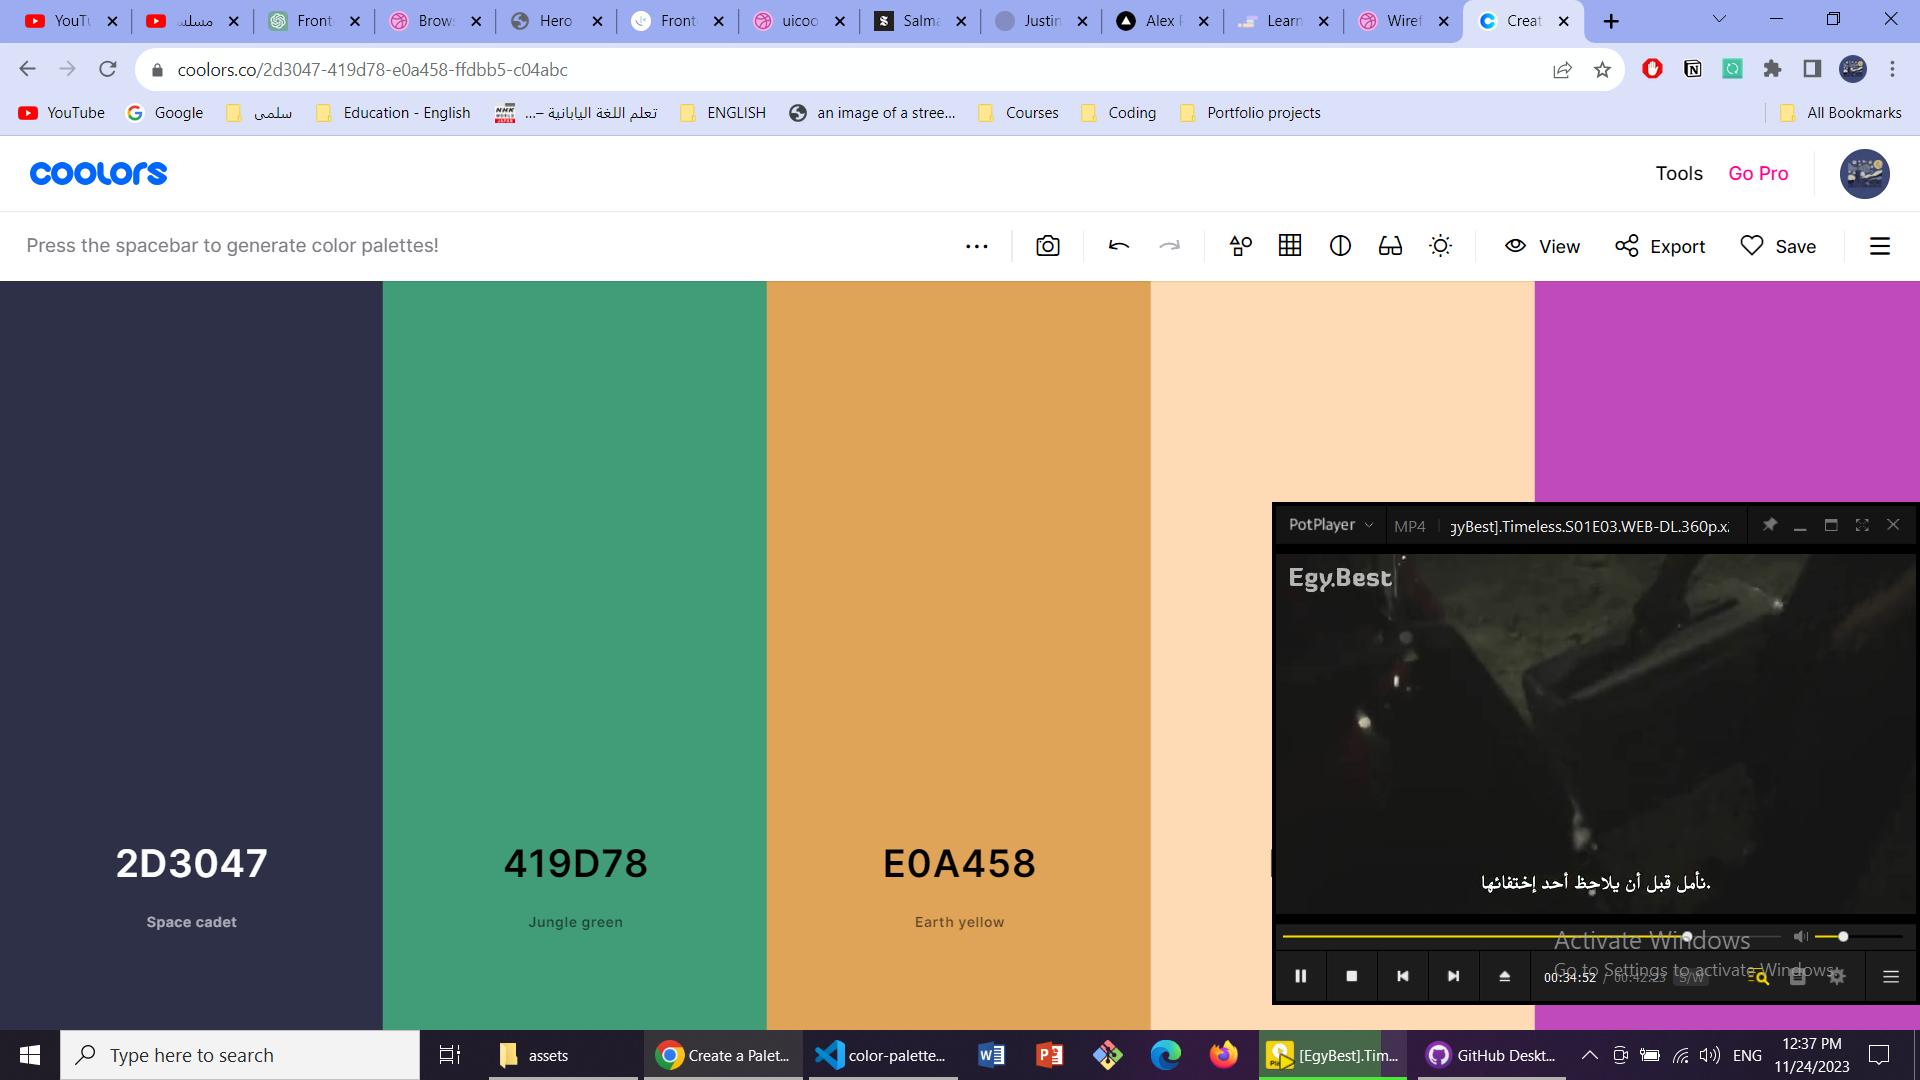 YouTu
مسلس
Front
Brow
Hero
Front
uicoo
Salma
Justin
Alex
Learn
Wiref
Creat
coolors.co/2d3047-419d78-e0a458-ffdbb5-c04abc
YouTube
Google
سلمى
Education - English
تعلم اللغة اليابانية –...
ENGLISH
an image of a stree...
Courses
Coding
Portfolio projects
All Bookmarks
coolors
Tools
Go Pro
Press the spacebar to generate color palettes!
View
Export
Save
2D3047
Space cadet
419D78
Jungle green
E0A458
Earth yellow
PotPlayer
MP4
gyBest].Timeless.S01E03.WEB-DL.360p.x
Egy.Best
نأمل قبل أن يلاحظ أحد إختفائها.
Activate Windows
Go to Settings to activate Windows.
00:34:52 / 00:42:23 S/W
Type here to search
assets
Create a Palet...
color-palette...
[EgyBest].Tim...
GitHub Deskt...
ENG
12:37 PM
11/24/2023